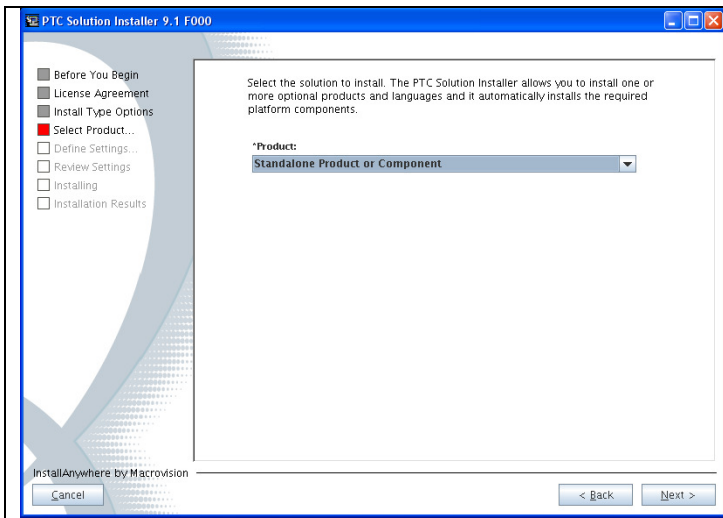 PTC Solution Installer 9.1 F000
Before You Begin
License Agreement
Install Type Options
Select Product...
Define Settings...
Review Settings
Installing
Installation Results
Select the solution to install. The PTC Solution Installer allows you to install one or
more optional products and languages and it automatically installs the required
platform components.
*Product:
Standalone Product or Component
InstallAnywhere by Macrovision
Cancel
< Back
Next >